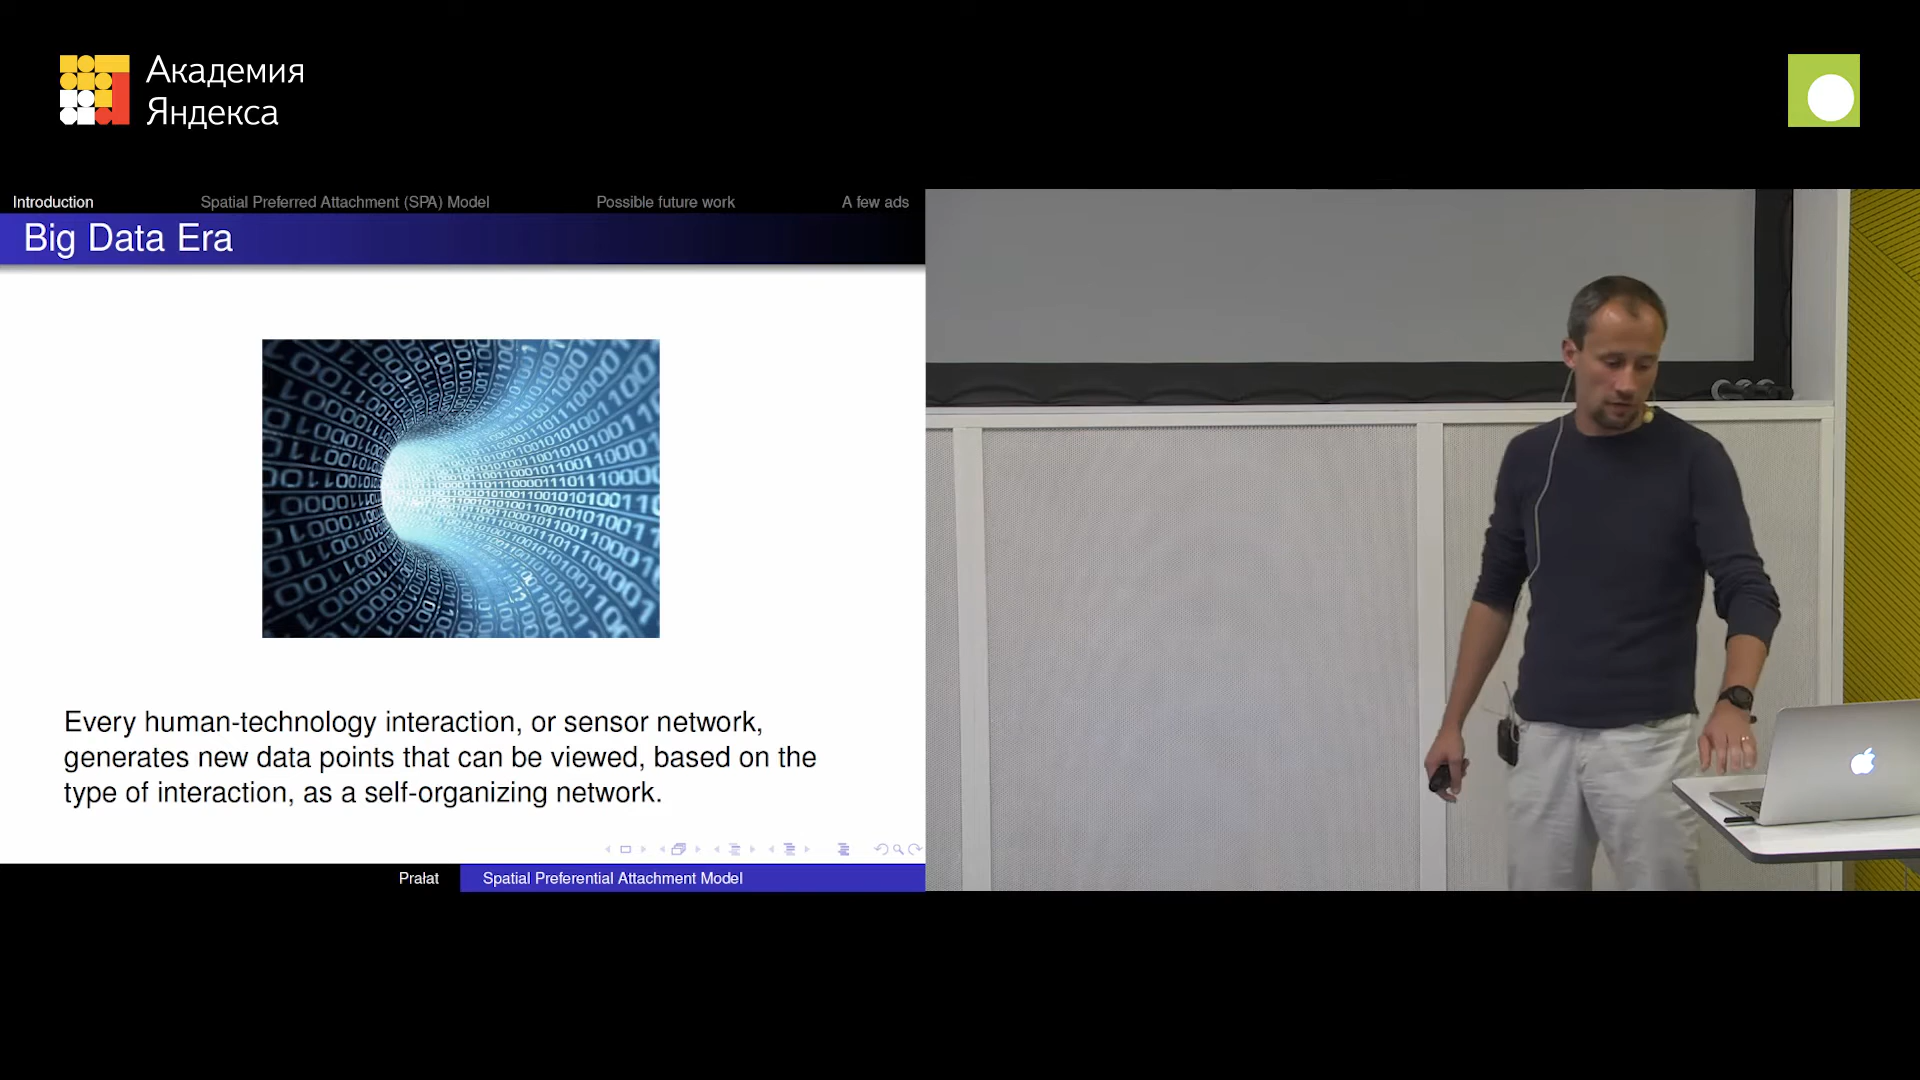 Академия
Яндекса
Introduction
Spatial Preferred Attachment (SPA) Model
Possible future work
A few ads
Big Data Era
Every human-technology interaction, or sensor network,
generates new data points that can be viewed, based on the
type of interaction, as a self-organizing network.
Prałat
Spatial Preferential Attachment Model